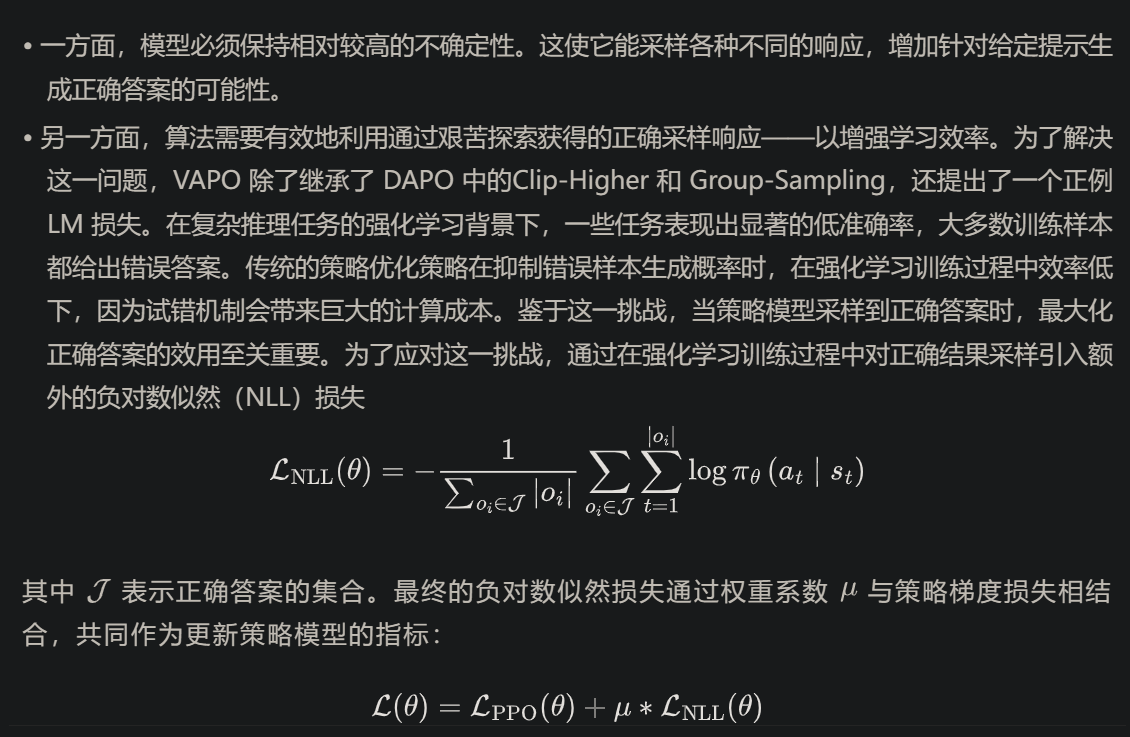 • 一方面，模型必须保持相对较高的不确定性。这使它能采样各种不同的响应，增加针对给定提示生
成正确答案的可能性。
• 另一方面，算法需要有效地利用通过艰苦探索获得的正确采样响应——以增强学习效率。为了解决
这一问题，VAPO 除了继承了 DAPO 中的Clip-Higher 和 Group-Sampling，还提出了一个正例
LM 损失。在复杂推理任务的强化学习背景下，一些任务表现出显著的低准确率，大多数训练样本
都给出错误答案。传统的策略优化策略在抑制错误样本生成概率时，在强化学习训练过程中效率低
下，因为试错机制会带来巨大的计算成本。鉴于这一挑战，当策略模型采样到正确答案时，最大化
正确答案的效用至关重要。为了应对这一挑战，通过在强化学习训练过程中对正确结果采样引入额
外的负对数似然（NLL）损失
$\mathcal{L}_{\mathrm{NLL}}(\theta) = -\frac{1}{\sum_{o_i \in \mathcal{J}} |o_i|} \sum_{o_i \in \mathcal{J}} \sum_{t=1}^{|o_i|} \log \pi_\theta (a_t \mid s_t)$
其中 $\mathcal{J}$ 表示正确答案的集合。最终的负对数似然损失通过权重系数 $\mu$ 与策略梯度损失相结
合，共同作为更新策略模型的指标：
$\mathcal{L}(\theta) = \mathcal{L}_{\mathrm{PPO}}(\theta) + \mu * \mathcal{L}_{\mathrm{NLL}}(\theta)$